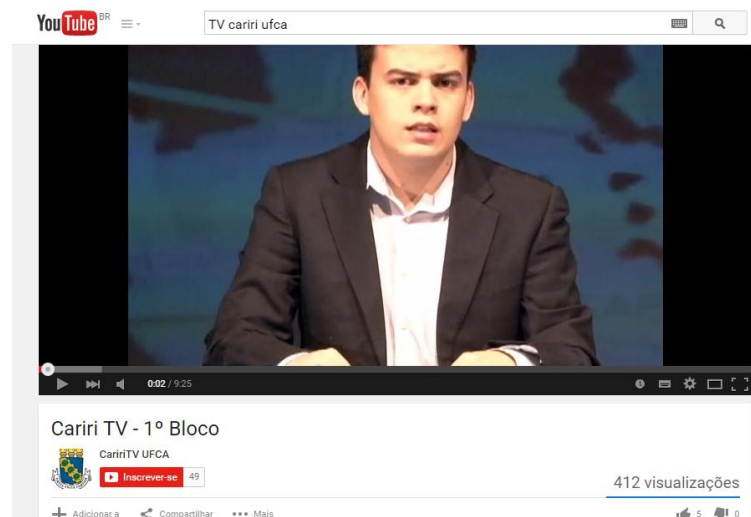 YouTube BR
TV cariri ufca
0:02 / 9:25
Cariri TV - 1º Bloco
CaririTV UFCA
Inscrever-se 49
412 visualizações
Adicionar a Compartilhar Mais 5 0